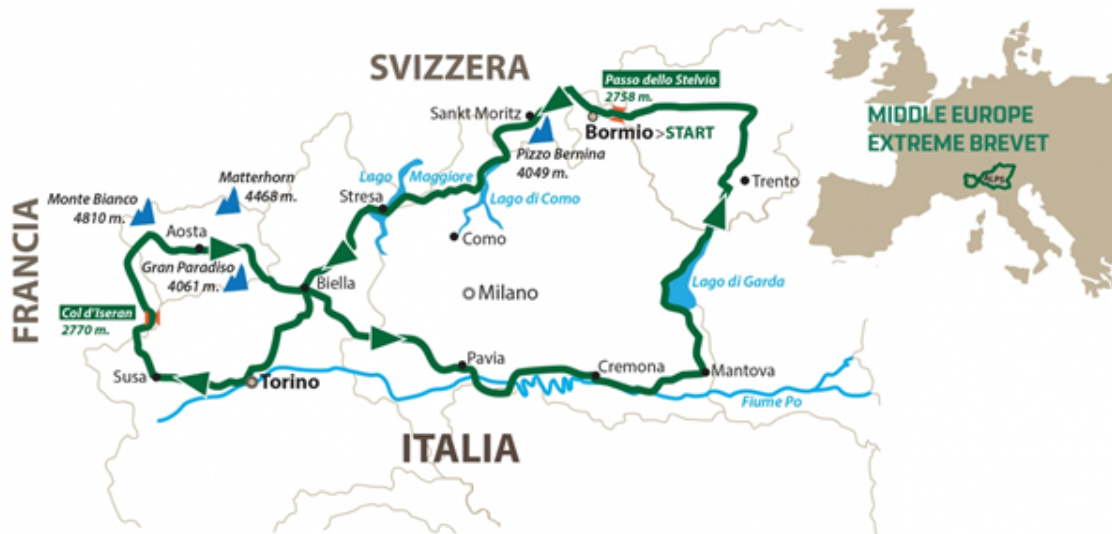 SVIZZERA
Passo dello Stelvio
2758 m.
Sankt Moritz
Bormio >START
MIDDLE EUROPE
EXTREME BREVET
ALPS
Pizzo Bernina
4049 m.
Matterhorn
4468 m.
Lago Maggiore
Trento
Monte Bianco
4810 m.
Stresa
Lago di Como
Aosta
Como
Gran Paradiso
4061 m.
Biella
Lago di Garda
Milano
FRANCIA
Col d'Iseran
2770 m.
Pavia
Cremona
Susa
Torino
Mantova
Fiume Po
ITALIA